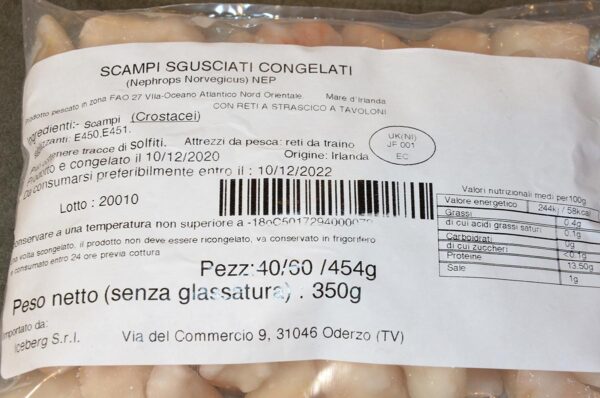 SCAMPI SGUSCIATI CONGELATI
(Nephrops Norvegicus) NEP
Prodotto pescato in zona FAO 27 VIIa-Oceano Atlantico Nord Orientale. Mare d'Irlanda
CON RETI A STRASCICO A TAVOLONI
Ingredienti:- Scampi (Crostacei)
E450,E451.
contenere tracce di solfiti. Attrezzi da pesca: reti da traino
UK(NI)
JF 001
EC
Prodotto e congelato il 10/12/2020 Origine: Irlanda
Da consumarsi preferibilmente entro il : 10/12/2022
Lotto : 20010
Conservare a una temperatura non superiore a -18oC
una volta scongelato, il prodotto non deve essere ricongelato, va conservato in frigorifero
e consumato entro 24 ore previa cottura
Valori nutrizionali medi per100g
Valore energetico 244kj / 58kcal
Grassi 0.4g
di cui acidi grassi saturi 0.1g
Carboidrati 0g
di cui zuccheri <0.1g
Proteine 13.50g
Sale 1g
Pezz:40/60 /454g
Peso netto (senza glassatura) . 350g
Importato da:
Iceberg S.r.l. Via del Commercio 9, 31046 Oderzo (TV)